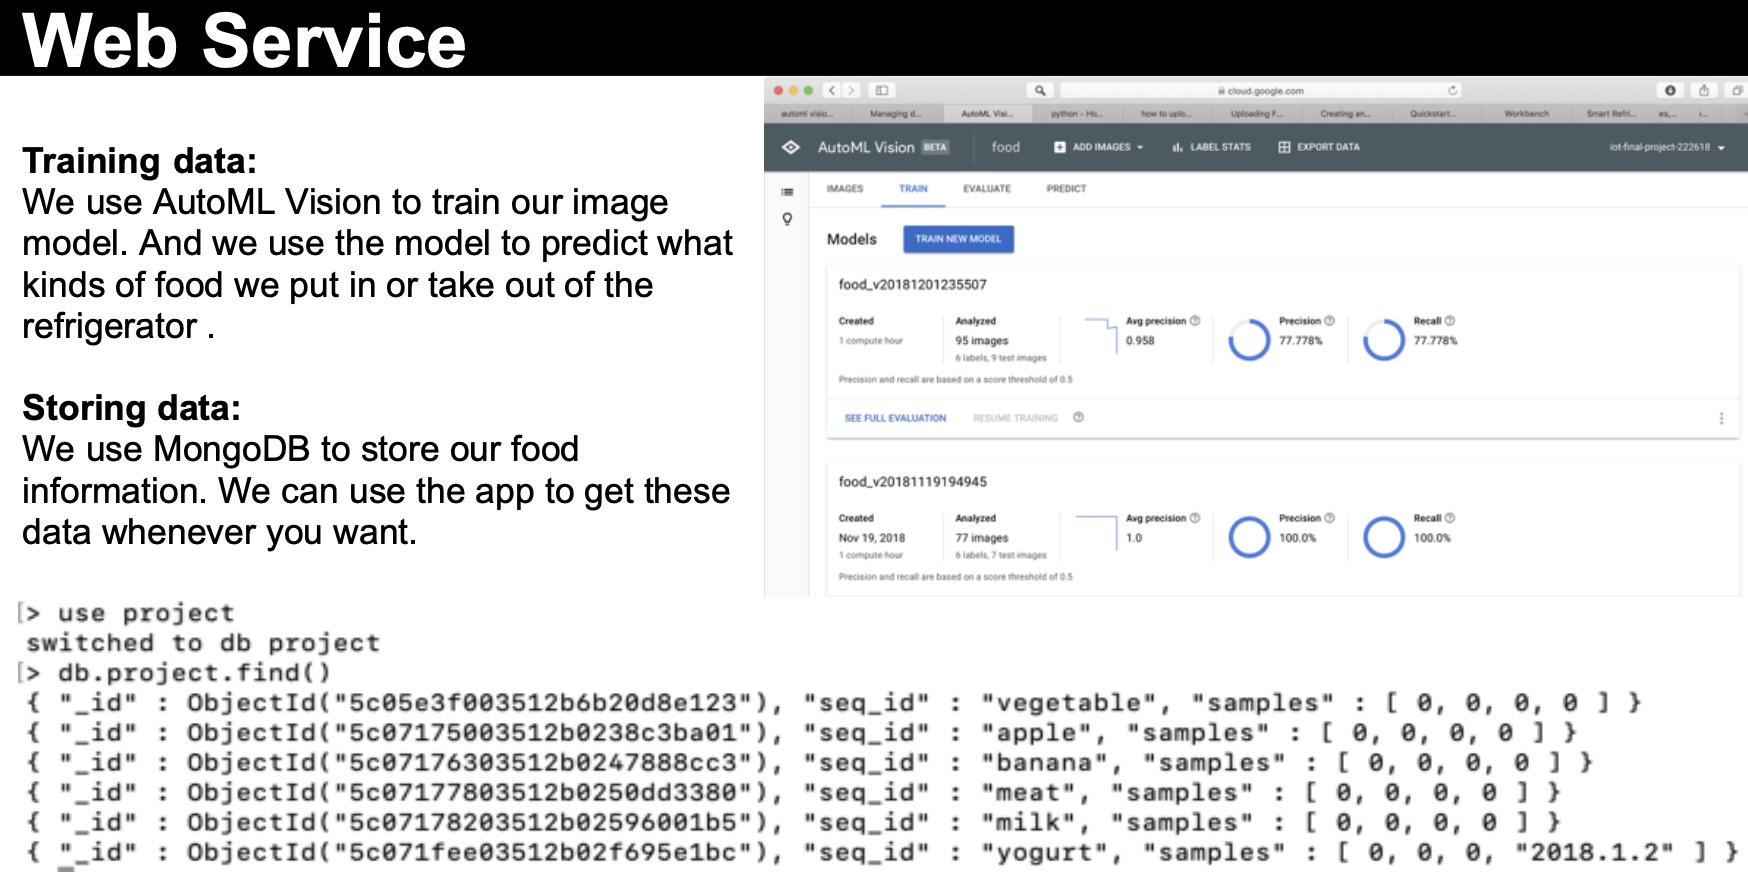 Web Service
Training data:
We use AutoML Vision to train our image
model. And we use the model to predict what
kinds of food we put in or take out of the
refrigerator .
Storing data:
We use MongoDB to store our food
information. We can use the app to get these
data whenever you want.
cloud.google.com
automl visio... Managing d... AutoML Visi... python - Ho... how to uplo... Uploading F... Creating an... Quickstart... Workbench Smart Refri...
AutoML Vision BETA food ADD IMAGES LABEL STATS EXPORT DATA iot-final-project-222618
IMAGES TRAIN EVALUATE PREDICT
Models TRAIN NEW MODEL
food_v20181201235507
Created Analyzed Avg precision Precision Recall
1 compute hour 95 images 0.958 77.778% 77.778%
6 labels, 9 test images
Precision and recall are based on a score threshold of 0.5
SEE FULL EVALUATION RESUME TRAINING
food_v20181119194945
Created Analyzed Avg precision Precision Recall
Nov 19, 2018 77 images 1.0 100.0% 100.0%
1 compute hour 6 labels, 7 test images
Precision and recall are based on a score threshold of 0.5
[> use project
switched to db project
[> db.project.find()
{ "_id" : ObjectId("5c05e3f003512b6b20d8e123"), "seq_id" : "vegetable", "samples" : [ 0, 0, 0, 0 ] }
{ "_id" : ObjectId("5c07175003512b0238c3ba01"), "seq_id" : "apple", "samples" : [ 0, 0, 0, 0 ] }
{ "_id" : ObjectId("5c07176303512b0247888cc3"), "seq_id" : "banana", "samples" : [ 0, 0, 0, 0 ] }
{ "_id" : ObjectId("5c07177803512b0250dd3380"), "seq_id" : "meat", "samples" : [ 0, 0, 0, 0 ] }
{ "_id" : ObjectId("5c07178203512b02596001b5"), "seq_id" : "milk", "samples" : [ 0, 0, 0, 0 ] }
{ "_id" : ObjectId("5c071fee03512b02f695e1bc"), "seq_id" : "yogurt", "samples" : [ 0, 0, 0, "2018.1.2" ] }